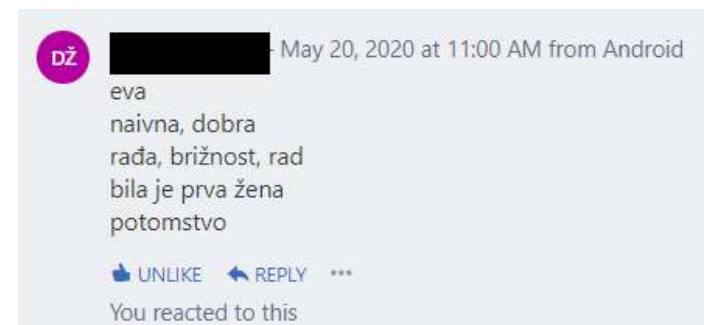 DŽ
- May 20, 2020 at 11:00 AM from Android
eva
naivna, dobra
rađa, brižnost, rad
bila je prva žena
potomstvo
UNLIKE REPLY •••
You reacted to this